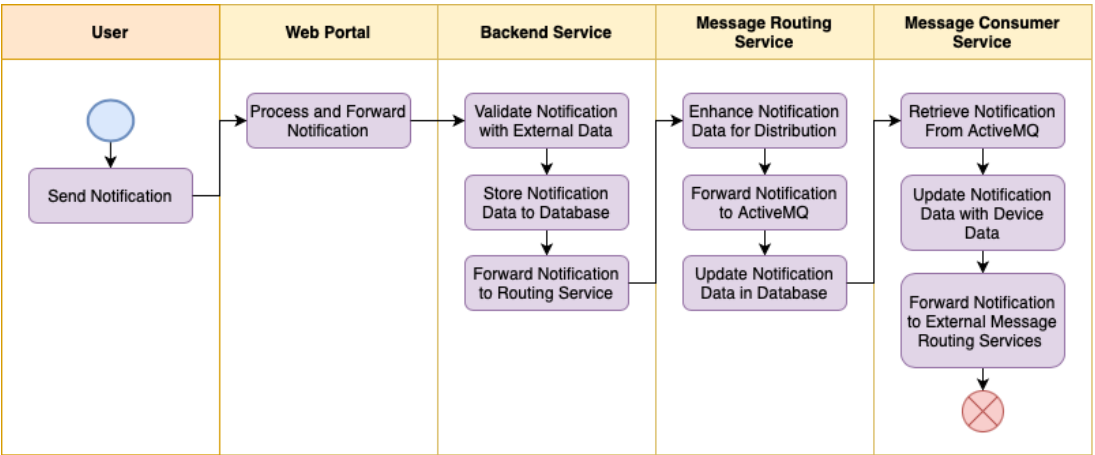 User
Web Portal
Backend Service
Message Routing
Service
Message Consumer
Service
Send Notification
Process and Forward
Notification
Validate Notification
with External Data
Store Notification
Data to Database
Forward Notification
to Routing Service
Enhance Notification
Data for Distribution
Forward Notification
to ActiveMQ
Update Notification
Data in Database
Retrieve Notification
From ActiveMQ
Update Notification
Data with Device
Data
Forward Notification
to External Message
Routing Services